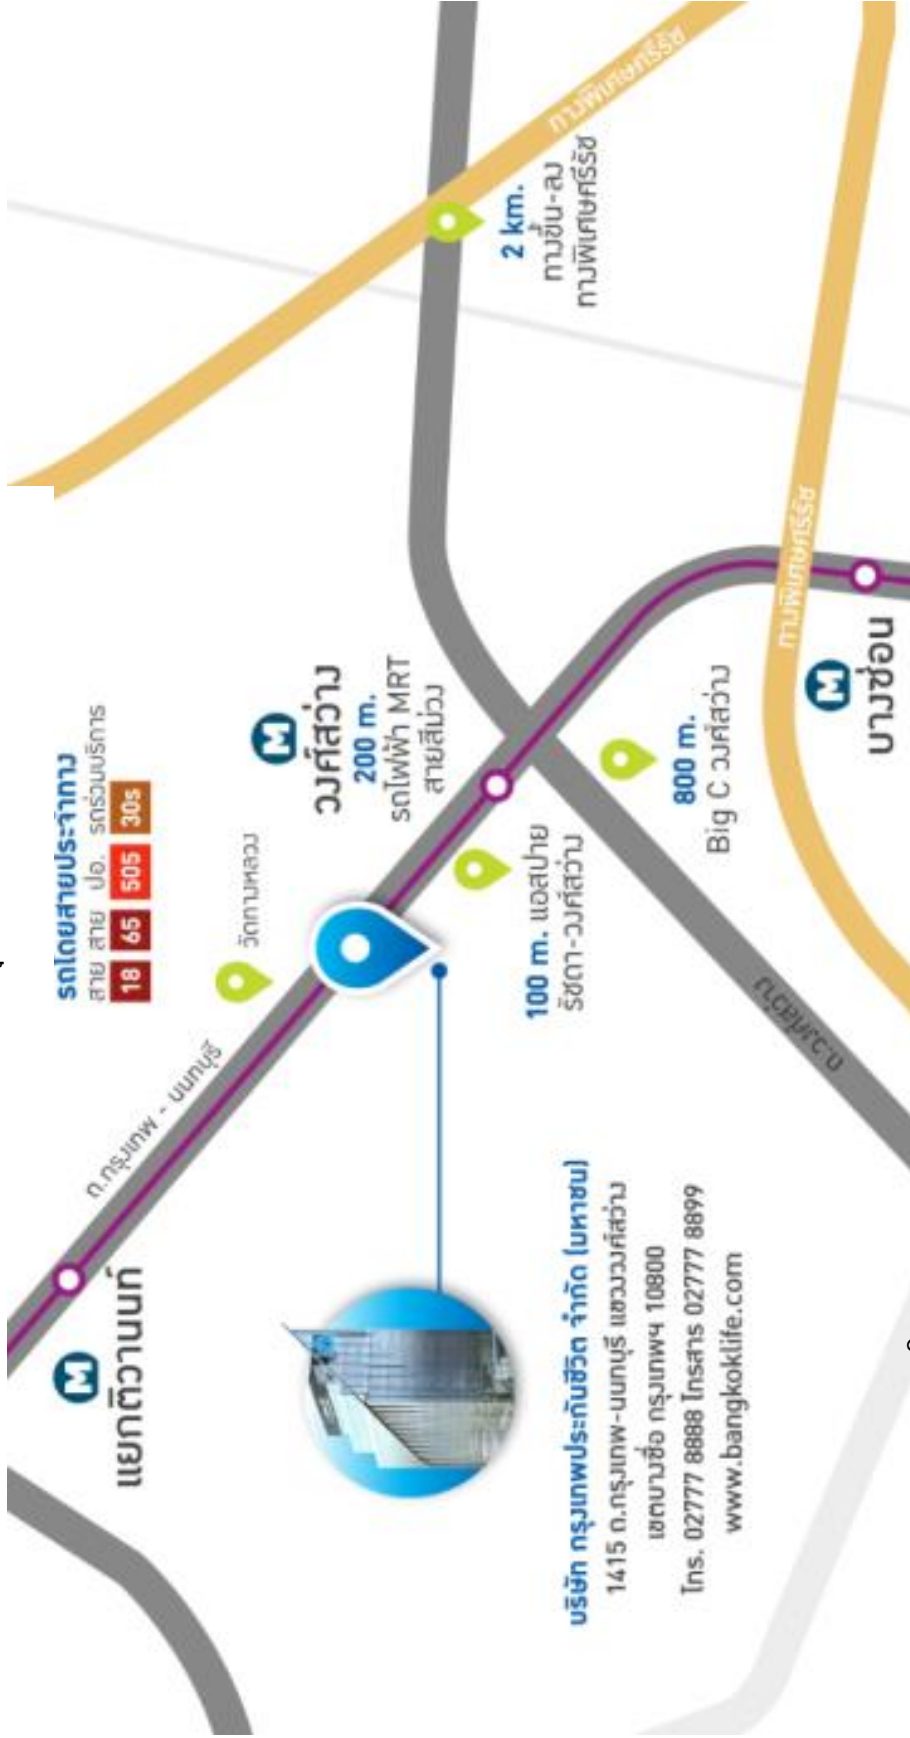 รถโดยสายประจำทาง
สาย สาย ปอ. รถร่วมบริการ
18 65 505 30s
วัดทางหลวง
ถ.กรุงเทพ - นนทบุรี
M
แยกติวานนท์
M
วงศ์สว่าง
200 m.
รถไฟฟ้า MRT
สายสีม่วง
100 m. แอสปาย
รัชดา-วงศ์สว่าง
800 m.
Big C วงศ์สว่าง
ถ.วงศ์สว่าง
M
บางซ่อน
ทางพิเศษศรีรัช
ทางพิเศษศรีรัช
2 km.
ทางขึ้น-ลง
ทางพิเศษศรีรัช
บริษัท กรุงเทพประกันชีวิต จำกัด (มหาชน)
1415 ถ.กรุงเทพ-นนทบุรี แขวงวงศ์สว่าง
เขตบางซื่อ กรุงเทพฯ 10800
โทร. 02777 8888 โทรสาร 02777 8899
www.bangkoklife.com